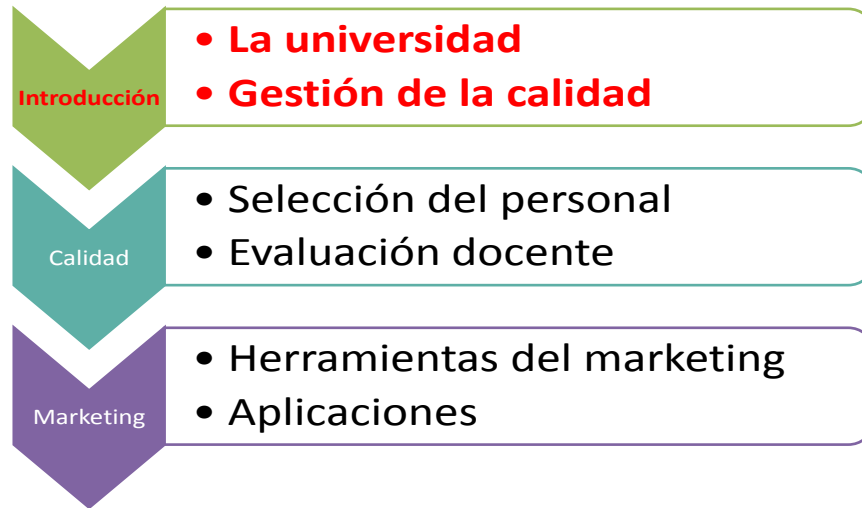 Introducción
• La universidad
• Gestión de la calidad
Calidad
• Selección del personal
• Evaluación docente
Marketing
• Herramientas del marketing
• Aplicaciones